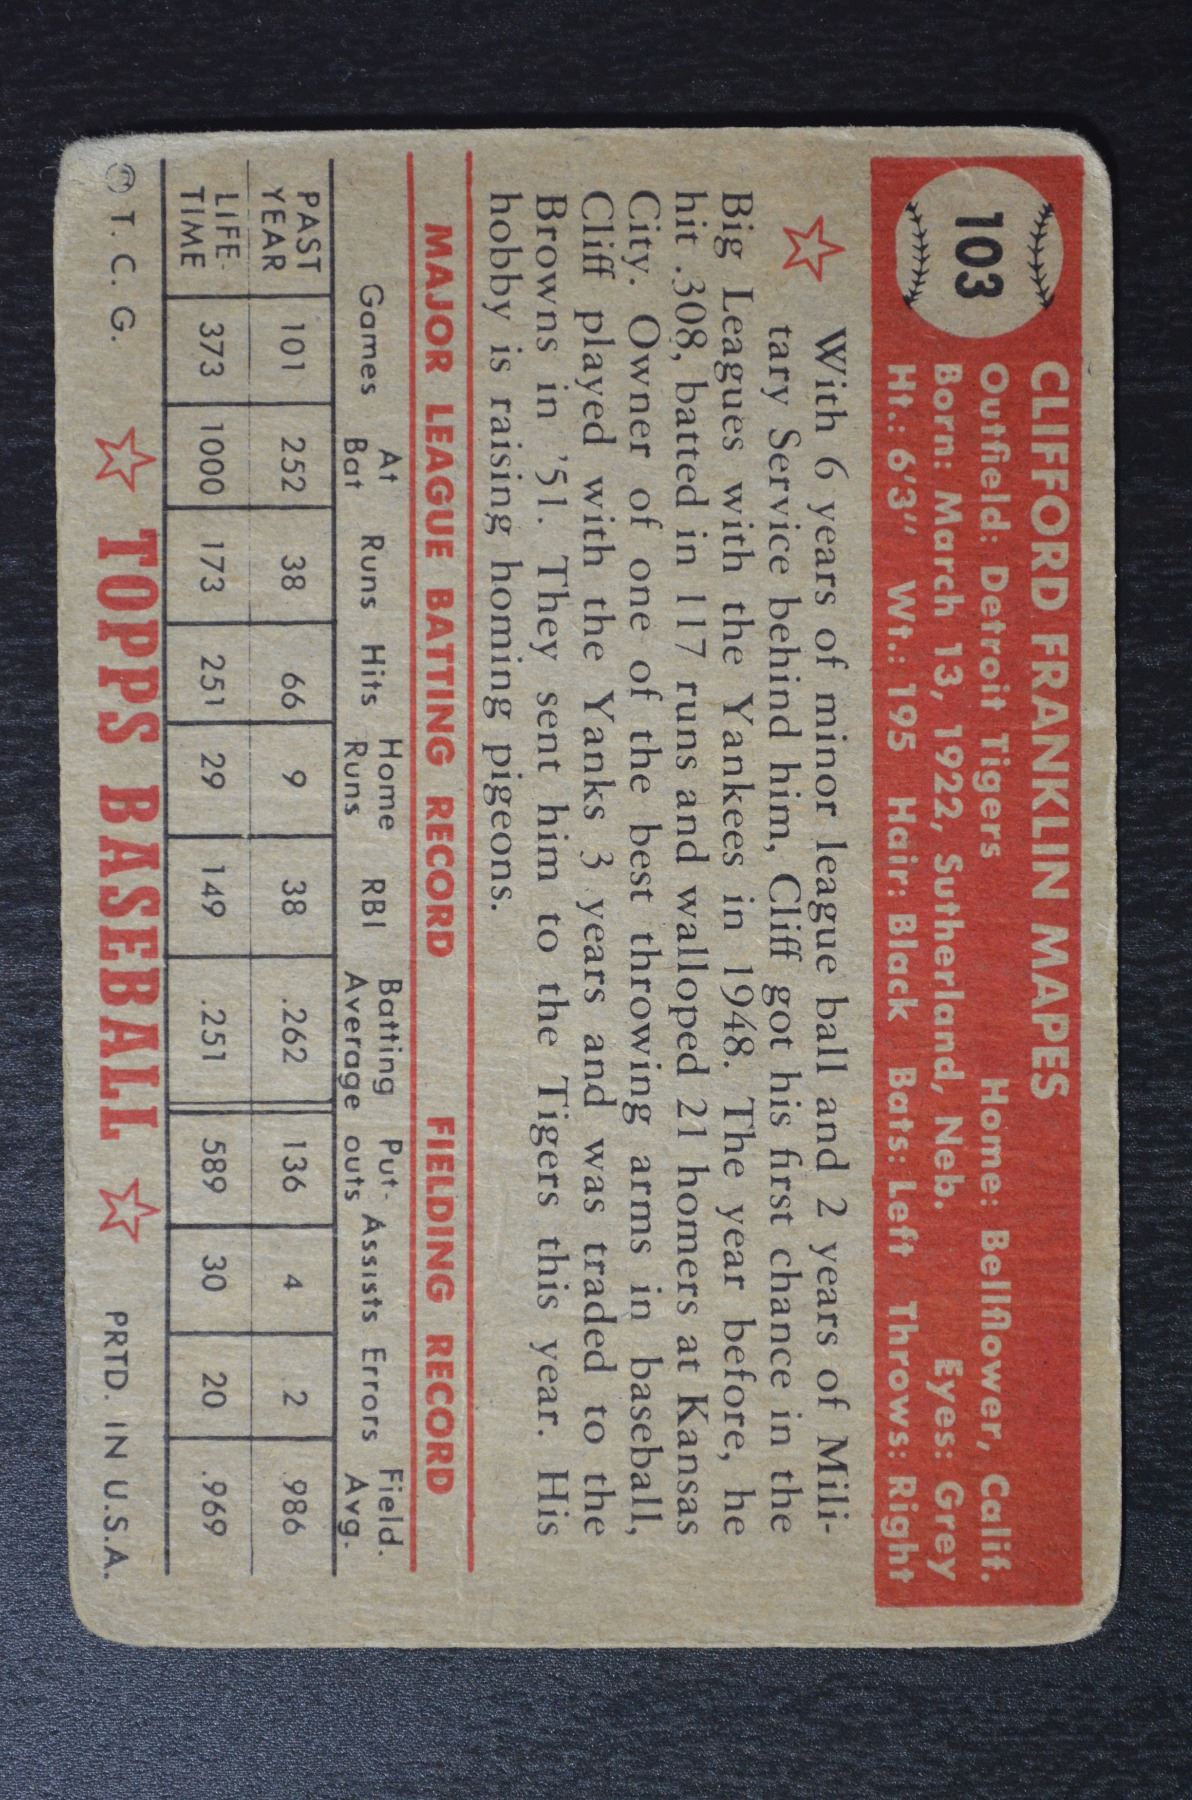 103
CLIFFORD FRANKLIN MAPES
Outfield: Detroit Tigers Home: Bellflower, Calif.
Born: March 13, 1922, Sutherland, Neb. Eyes: Grey
Ht.: 6'3" Wt.: 195 Hair: Black Bats: Left Throws: Right
With 6 years of minor league ball and 2 years of Mili-
tary Service behind him, Cliff got his first chance in the
Big Leagues with the Yankees in 1948. The year before, he
hit .308, batted in 117 runs and walloped 21 homers at Kansas
City. Owner of one of the best throwing arms in baseball,
Cliff played with the Yanks 3 years and was traded to the
Browns in '51. They sent him to the Tigers this year. His
hobby is raising homing pigeons.
MAJOR LEAGUE BATTING RECORD FIELDING RECORD
Games At Bat Runs Hits Home Runs RBI Batting Average Put-outs Assists Errors Field. Avg.
PAST YEAR 101 252 38 66 9 38 .262 136 4 2 .986
LIFE-TIME 373 1000 173 251 29 149 .251 589 30 20 .969
© T. C. G. TOPPS BASEBALL PRTD. IN U.S.A.